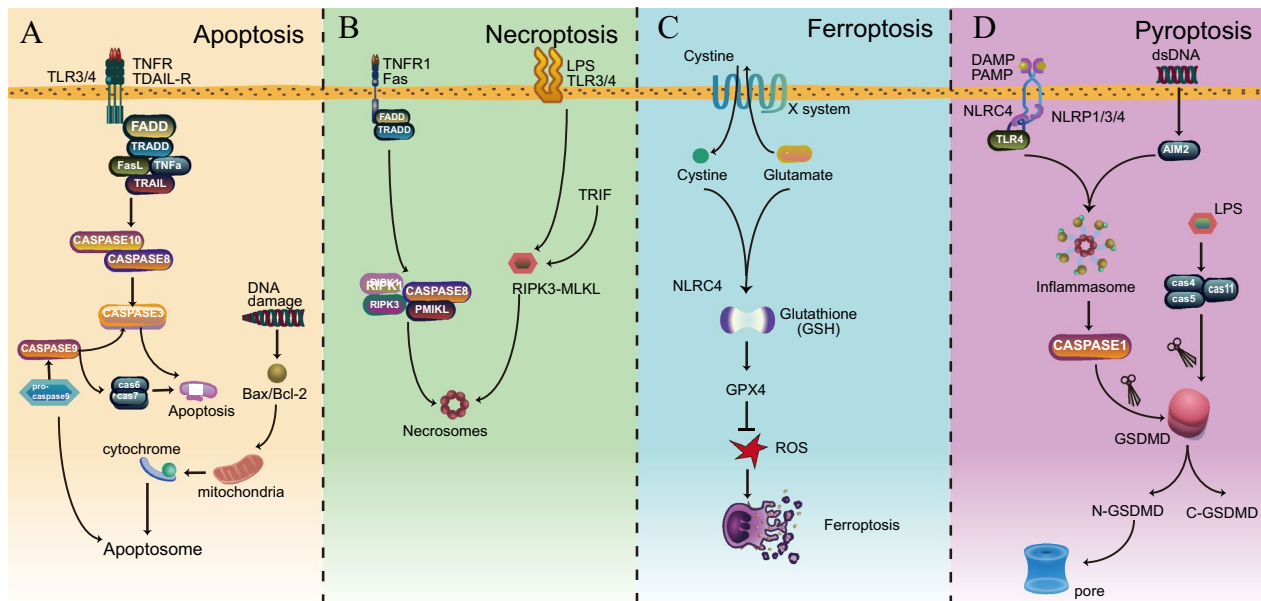 A
Apoptosis
TLR3/4
TNFR
TDAIL-R
FADD
TRADD
FasL
TNFa
TRAIL
CASPASE10
CASPASE8
CASPASE3
DNA
damage
CASPASE9
pro-
caspase9
cas6
cas7
Apoptosis
Bax/Bcl-2
cytochrome
mitochondria
Apoptosome
B
Necroptosis
TNFR1
Fas
LPS
TLR3/4
FADD
TRADD
TRIF
RIPK1
RIPK3
CASPASE8
PMIKL
RIPK3-MLKL
Necrosomes
C
Ferroptosis
Cystine
X system
Cystine
Glutamate
NLRC4
Glutathione
(GSH)
GPX4
ROS
Ferroptosis
D
Pyroptosis
DAMP
PAMP
dsDNA
NLRC4
NLRP1/3/4
TLR4
AIM2
LPS
Inflammasome
cas4
cas5
cas11
CASPASE1
GSDMD
N-GSDMD
C-GSDMD
pore